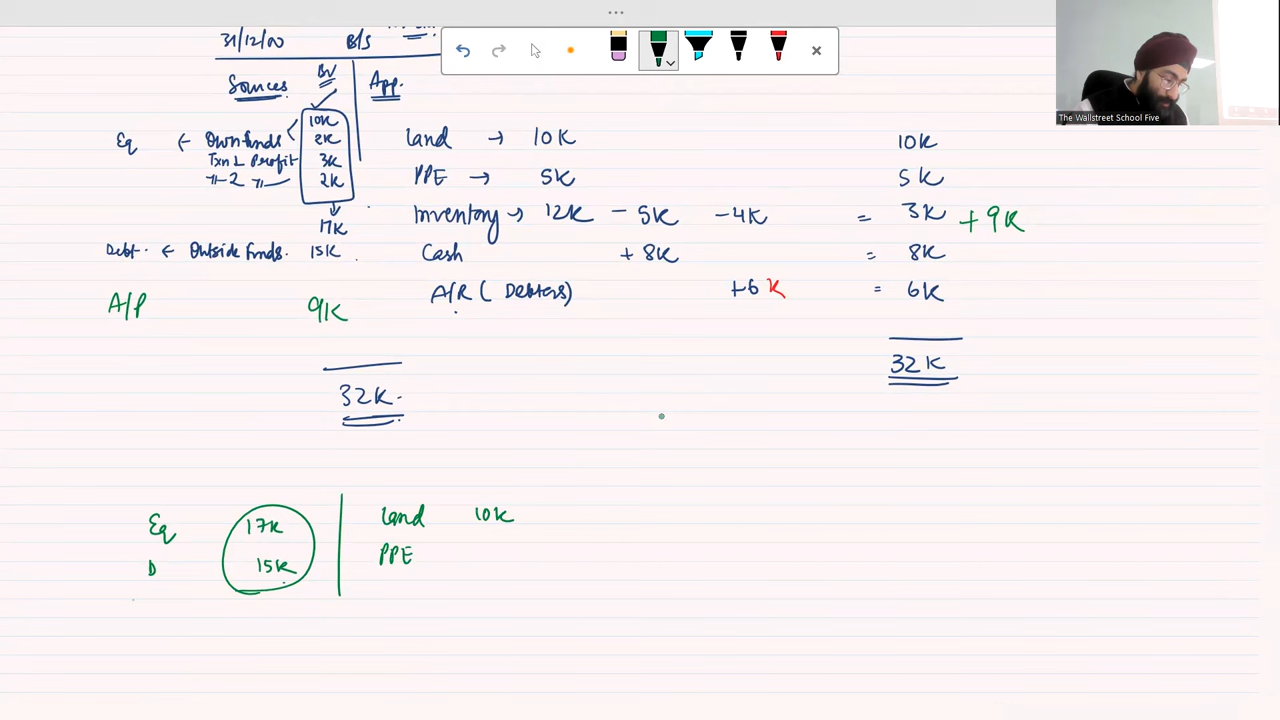 31/12/00 B/S
Sources BV App.
10K
Eq ← Own funds 2K Land → 10K 10K
Txn 1 Profit 3K
〃 2 〃 2K PPE → 5K 5K
17K Inventory → 12K - 5K - 4K = 3K + 9K
Debt ← Outside funds. 15K Cash + 8K = 8K
A/P 9K A/R ( Debtors) +6K = 6K
32K 32K
Eq 17K Land 10K
D 15K PPE
The Wallstreet School Five